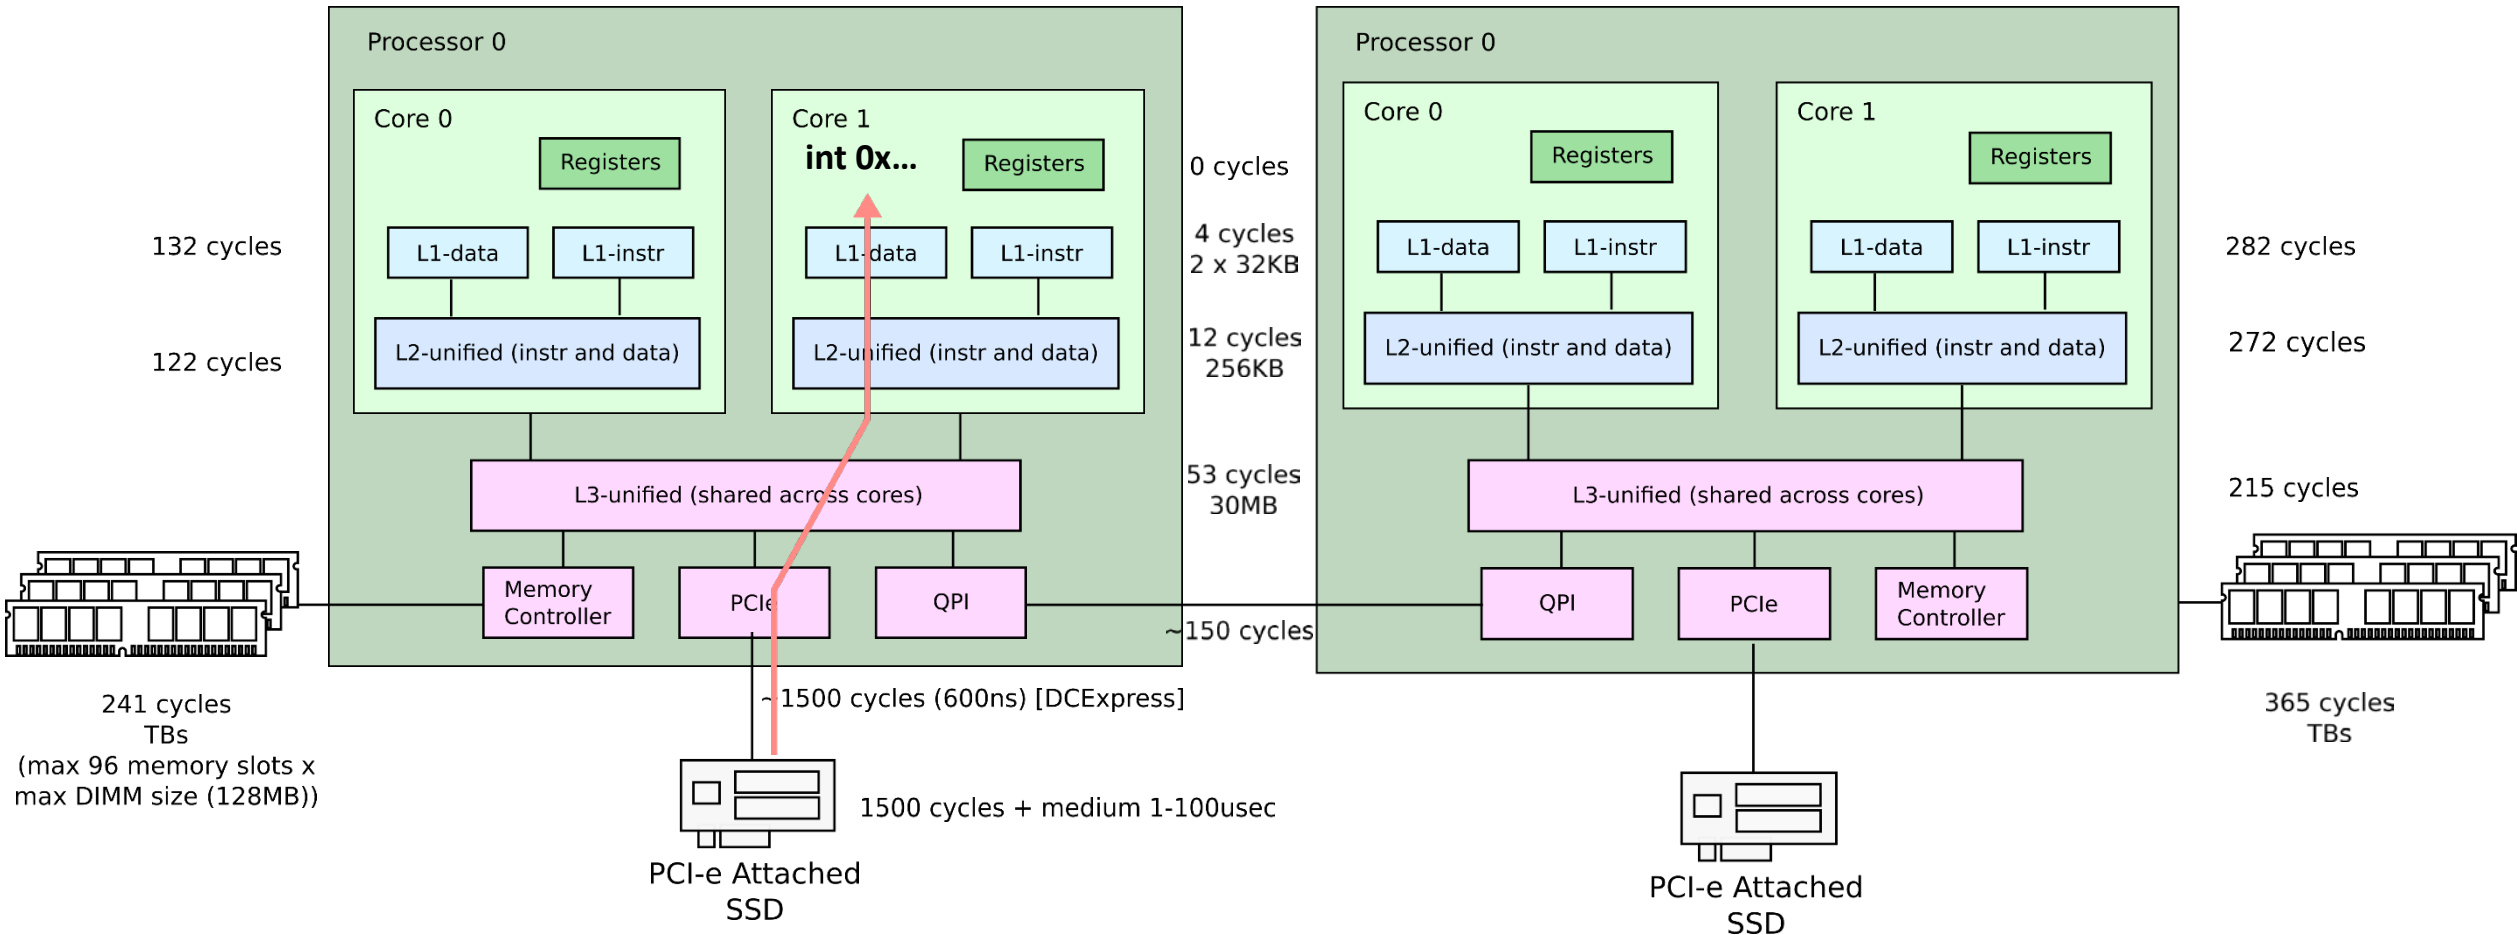 Processor 0
Processor 0
Core 0
Core 1
int 0x...
Registers
Registers
0 cycles
Core 0
Core 1
Registers
Registers
132 cycles
L1-data
L1-instr
L1-data
L1-instr
4 cycles
2 x 32KB
L1-data
L1-instr
L1-data
L1-instr
282 cycles
122 cycles
L2-unified (instr and data)
L2-unified (instr and data)
12 cycles
256KB
L2-unified (instr and data)
L2-unified (instr and data)
272 cycles
L3-unified (shared across cores)
53 cycles
30MB
L3-unified (shared across cores)
215 cycles
Memory
Controller
PCIe
QPI
~150 cycles
QPI
PCIe
Memory
Controller
241 cycles
TBs
(max 96 memory slots x
max DIMM size (128MB))
~1500 cycles (600ns) [DCExpress]
365 cycles
TBs
1500 cycles + medium 1-100usec
PCI-e Attached
SSD
PCI-e Attached
SSD